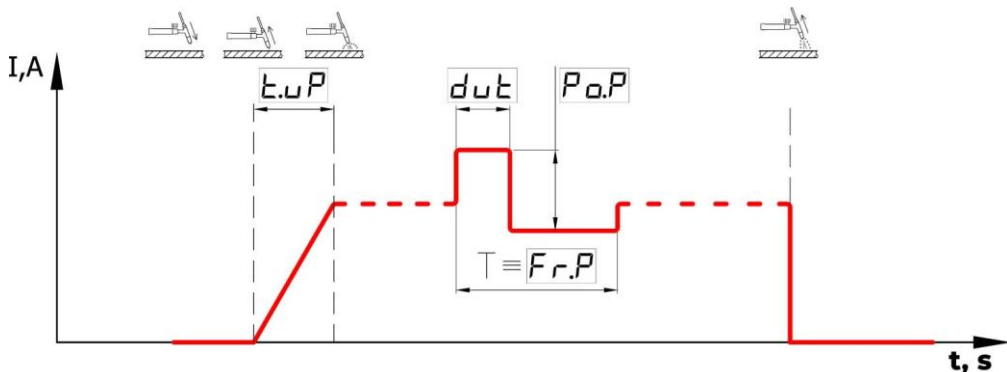 I,A
t.uP
dut
Po.P
T ≡ Fr.P
t, s